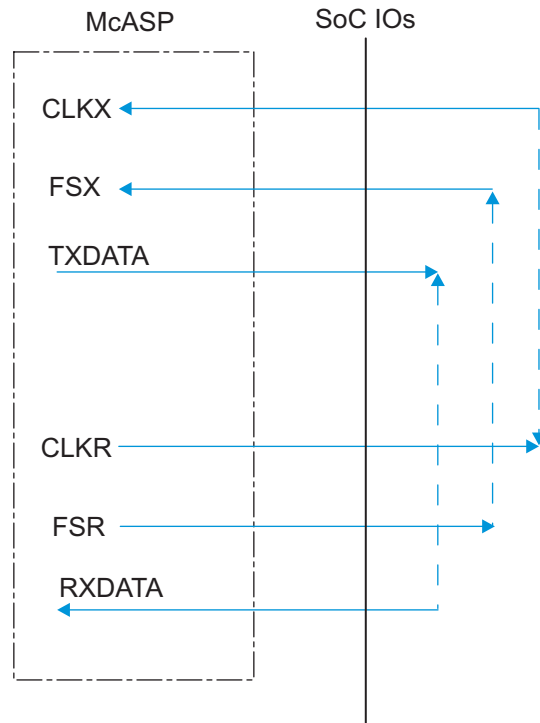 McASP
SoC IOs
CLKX
FSX
TXDATA
CLKR
FSR
RXDATA